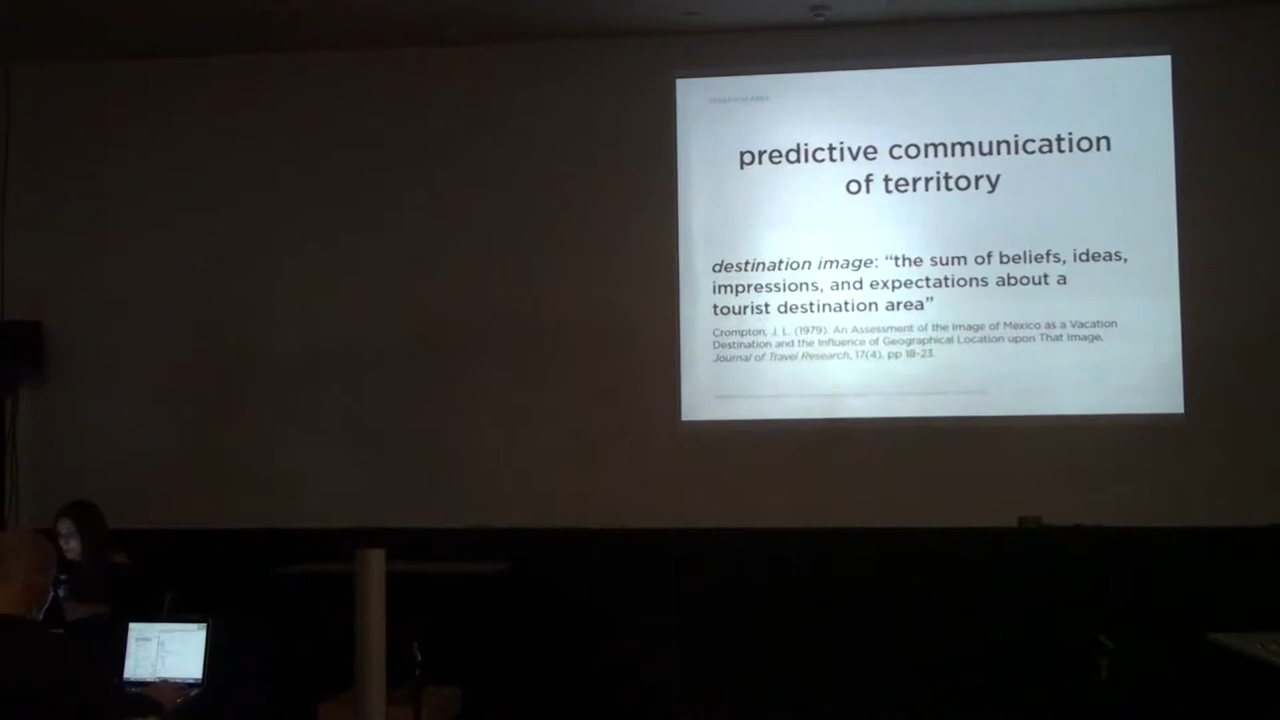 RESEARCH AREA
predictive communication
of territory
destination image: “the sum of beliefs, ideas,
impressions, and expectations about a
tourist destination area”
Crompton, J. L. (1979). An Assessment of the Image of Mexico as a Vacation
Destination and the Influence of Geographical Location upon That Image.
Journal of Travel Research, 17(4), pp 18-23.